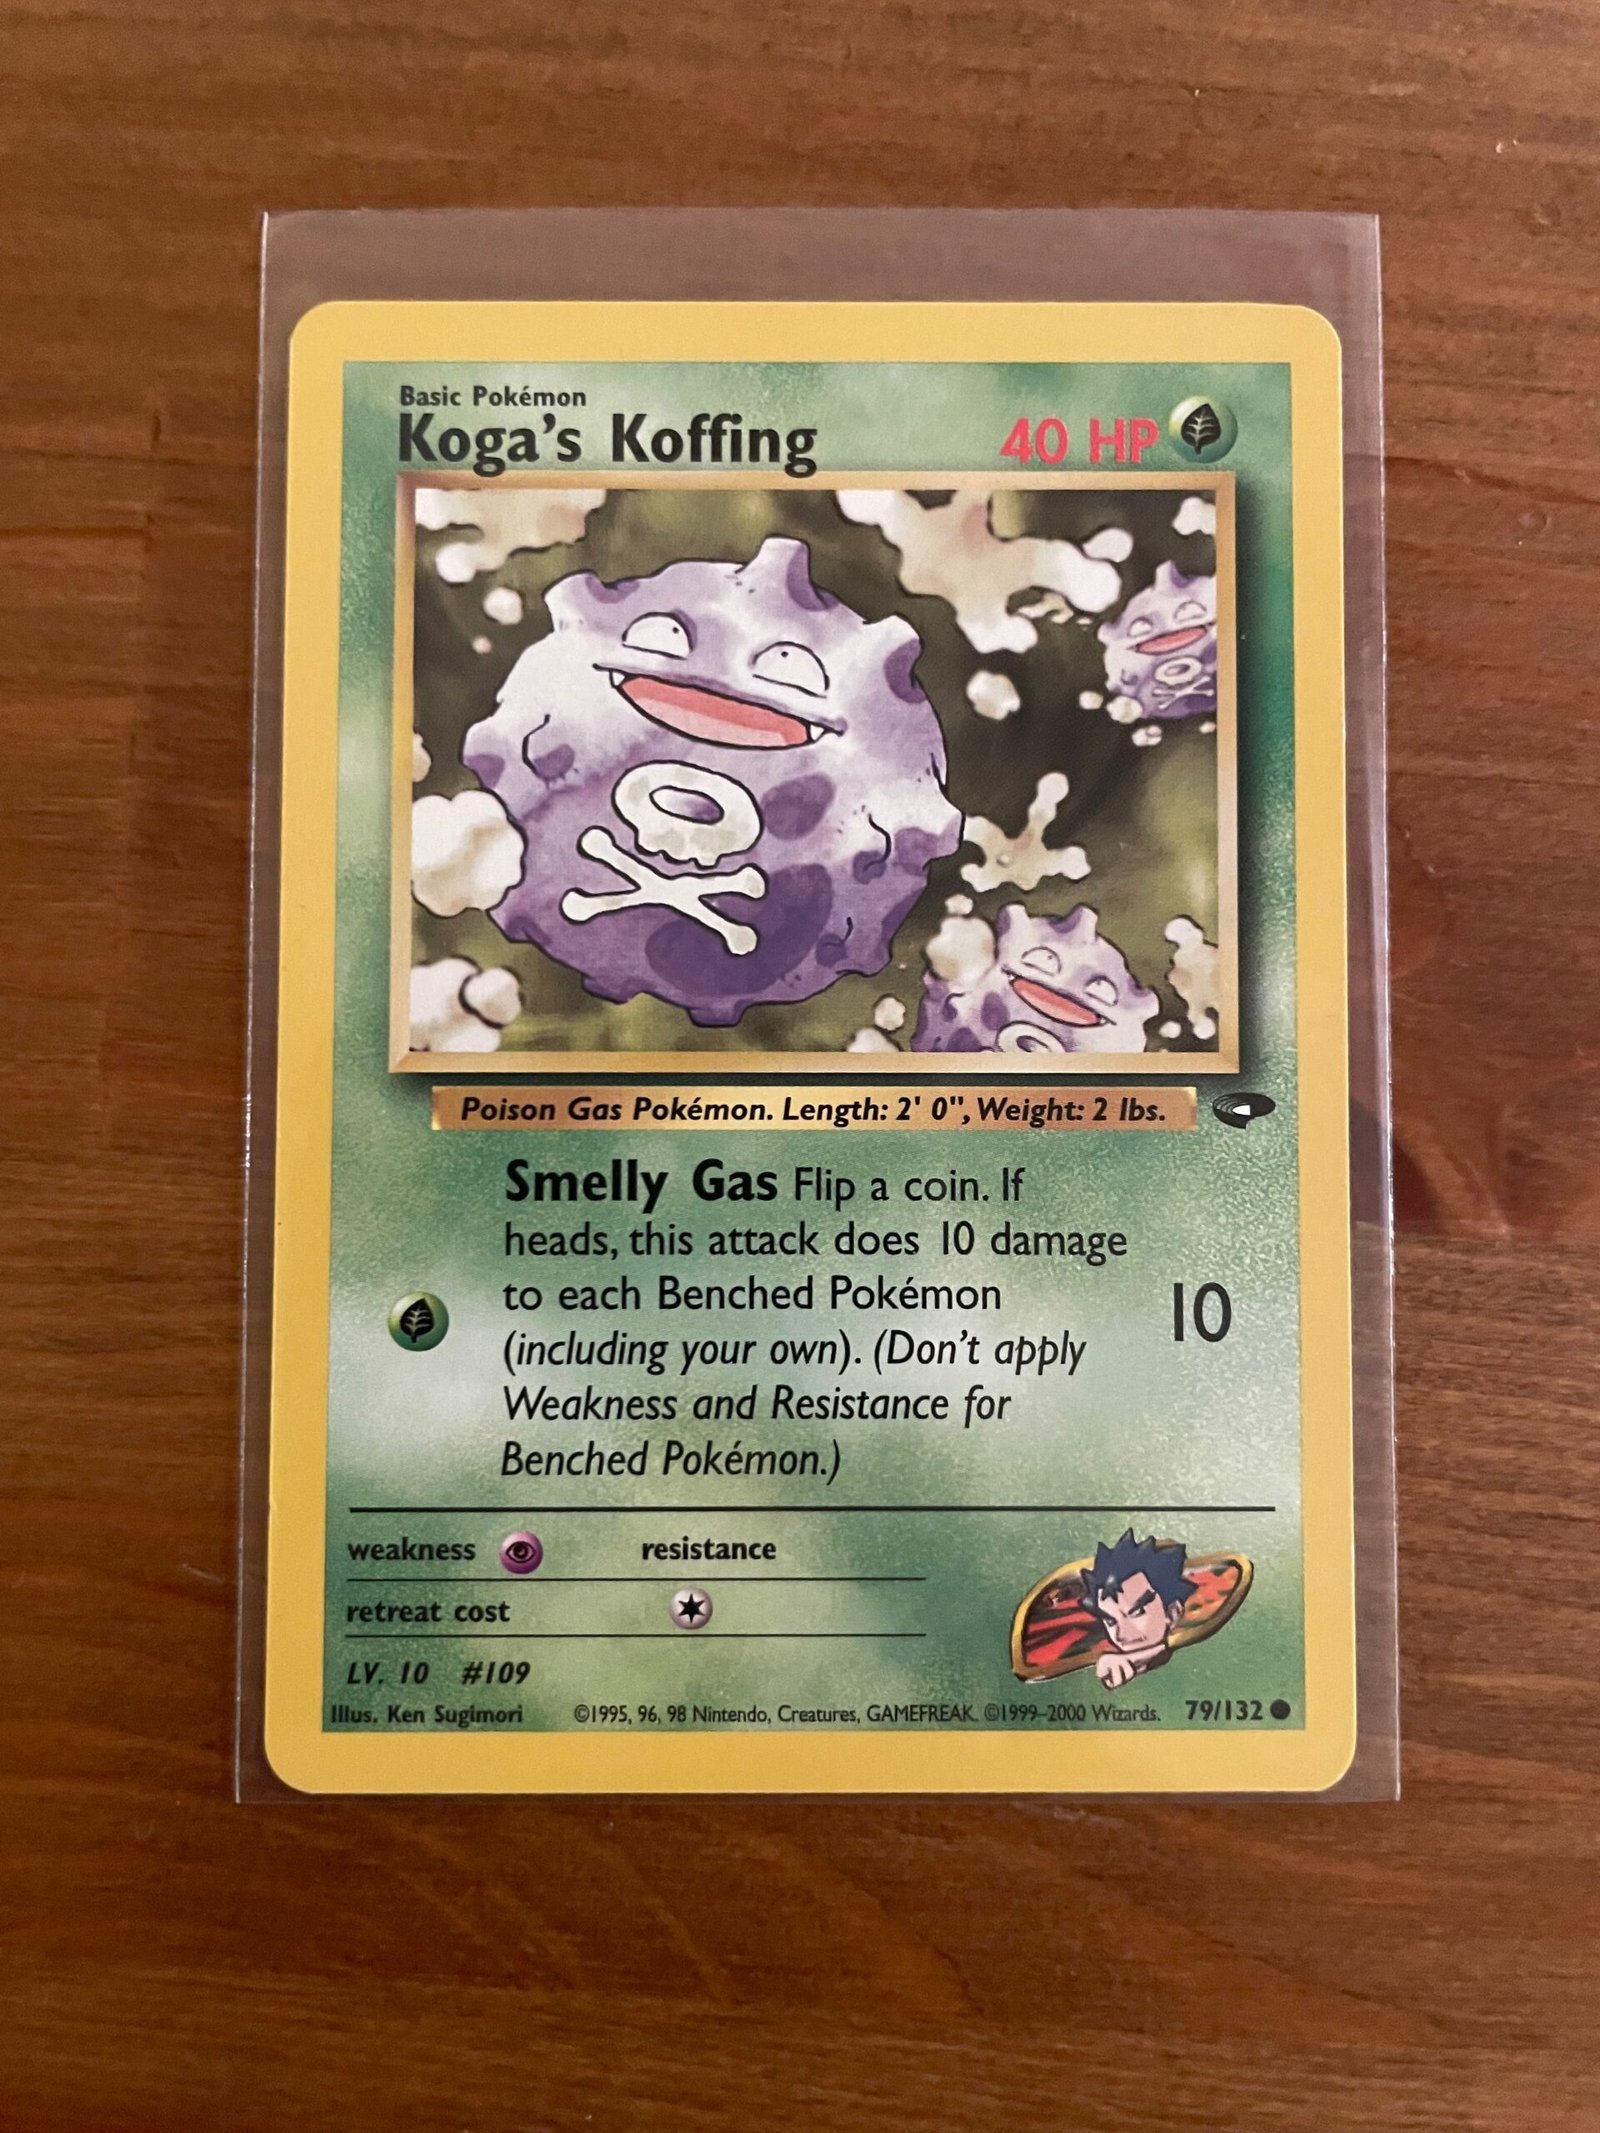 Basic Pokémon
Koga's Koffing 40 HP
Poison Gas Pokémon. Length: 2' 0", Weight: 2 lbs.
Smelly Gas Flip a coin. If
heads, this attack does 10 damage
to each Benched Pokémon
(including your own). (Don't apply
Weakness and Resistance for
Benched Pokémon.)
10
weakness resistance
retreat cost
LV. 10 #109
Illus. Ken Sugimori ©1995, 96, 98 Nintendo, Creatures, GAMEFREAK. ©1999–2000 Wizards. 79/132